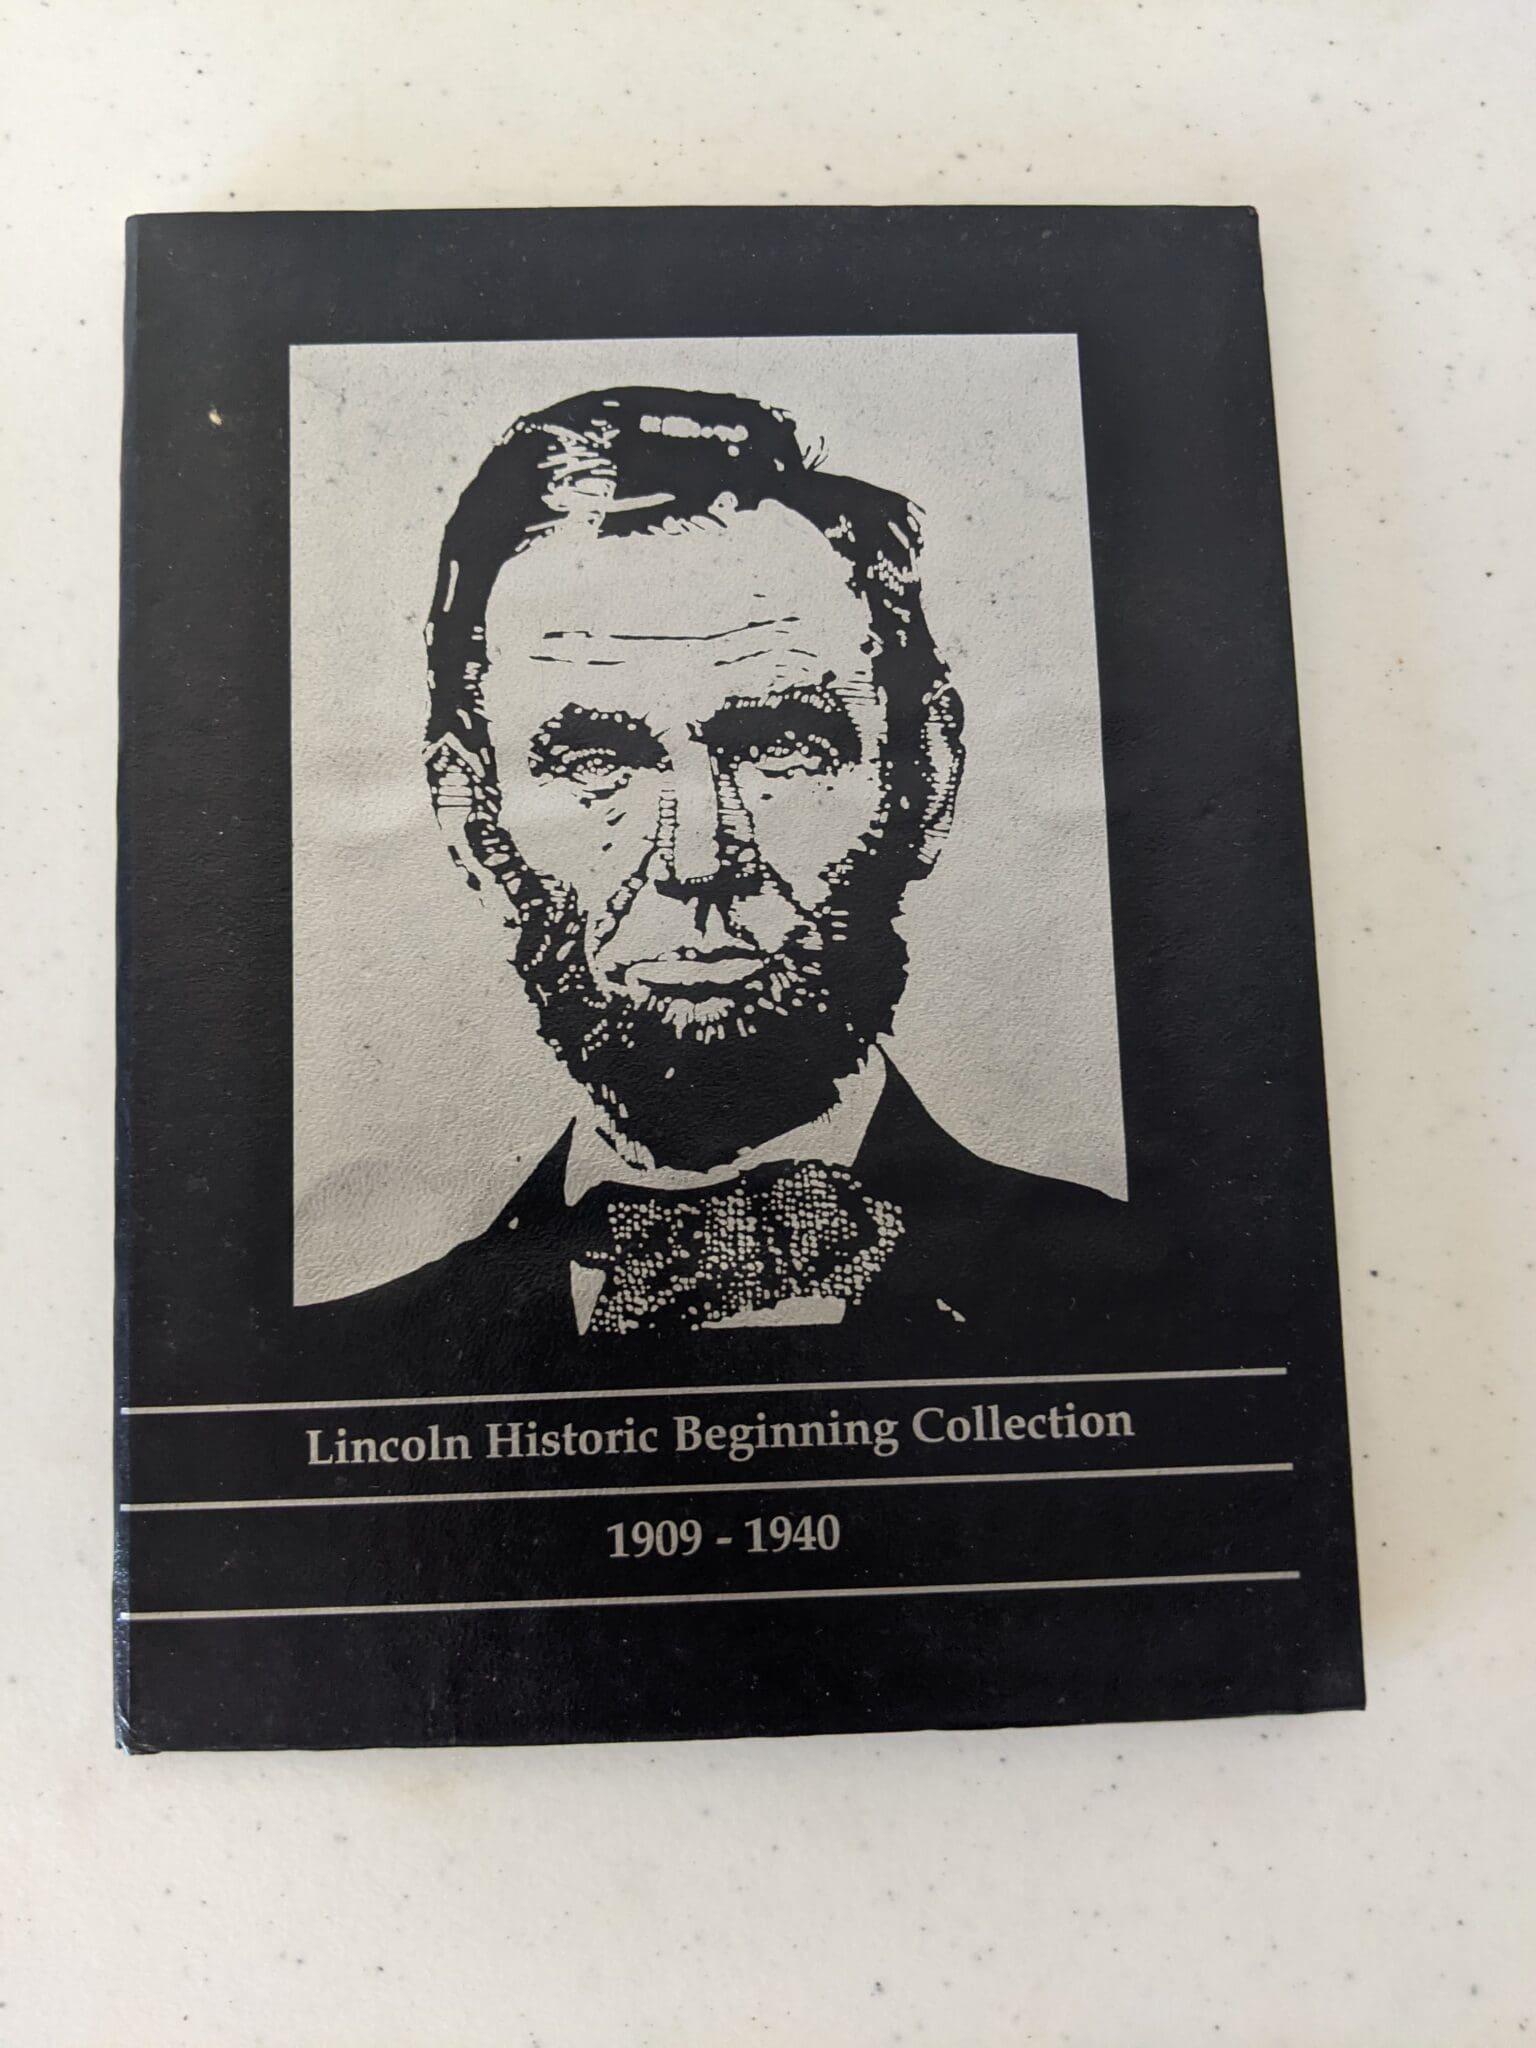 Lincoln Historic Beginning Collection
1909 - 1940